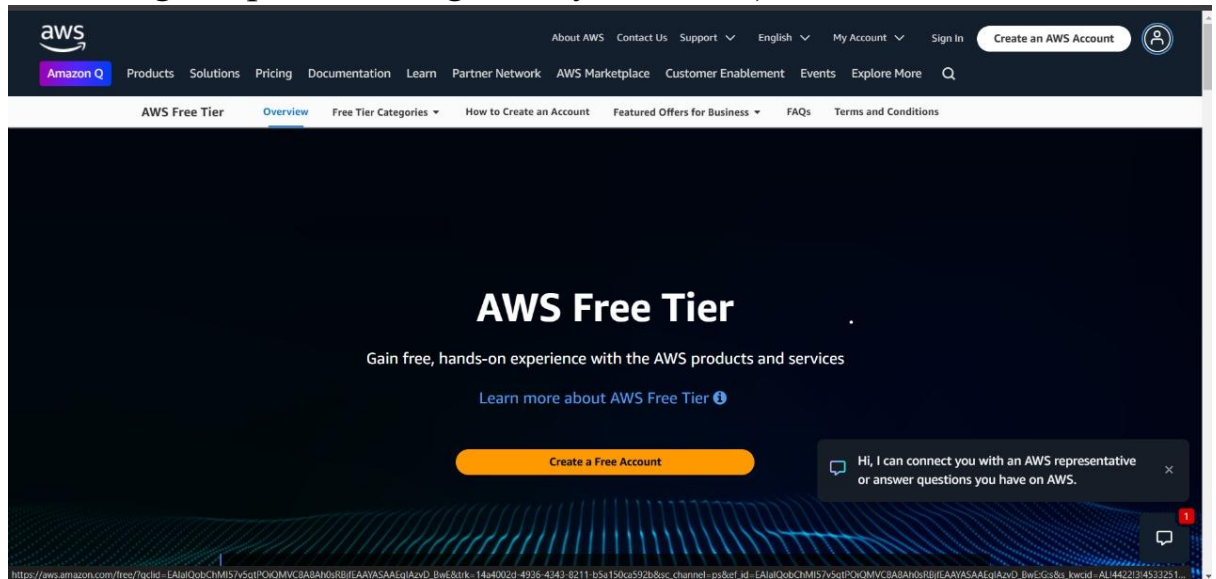 aws
About AWS Contact Us Support English My Account Sign In Create an AWS Account
Amazon Q Products Solutions Pricing Documentation Learn Partner Network AWS Marketplace Customer Enablement Events Explore More
AWS Free Tier Overview Free Tier Categories How to Create an Account Featured Offers for Business FAQs Terms and Conditions
AWS Free Tier
Gain free, hands-on experience with the AWS products and services
Learn more about AWS Free Tier
Create a Free Account
Hi, I can connect you with an AWS representative
or answer questions you have on AWS.
1